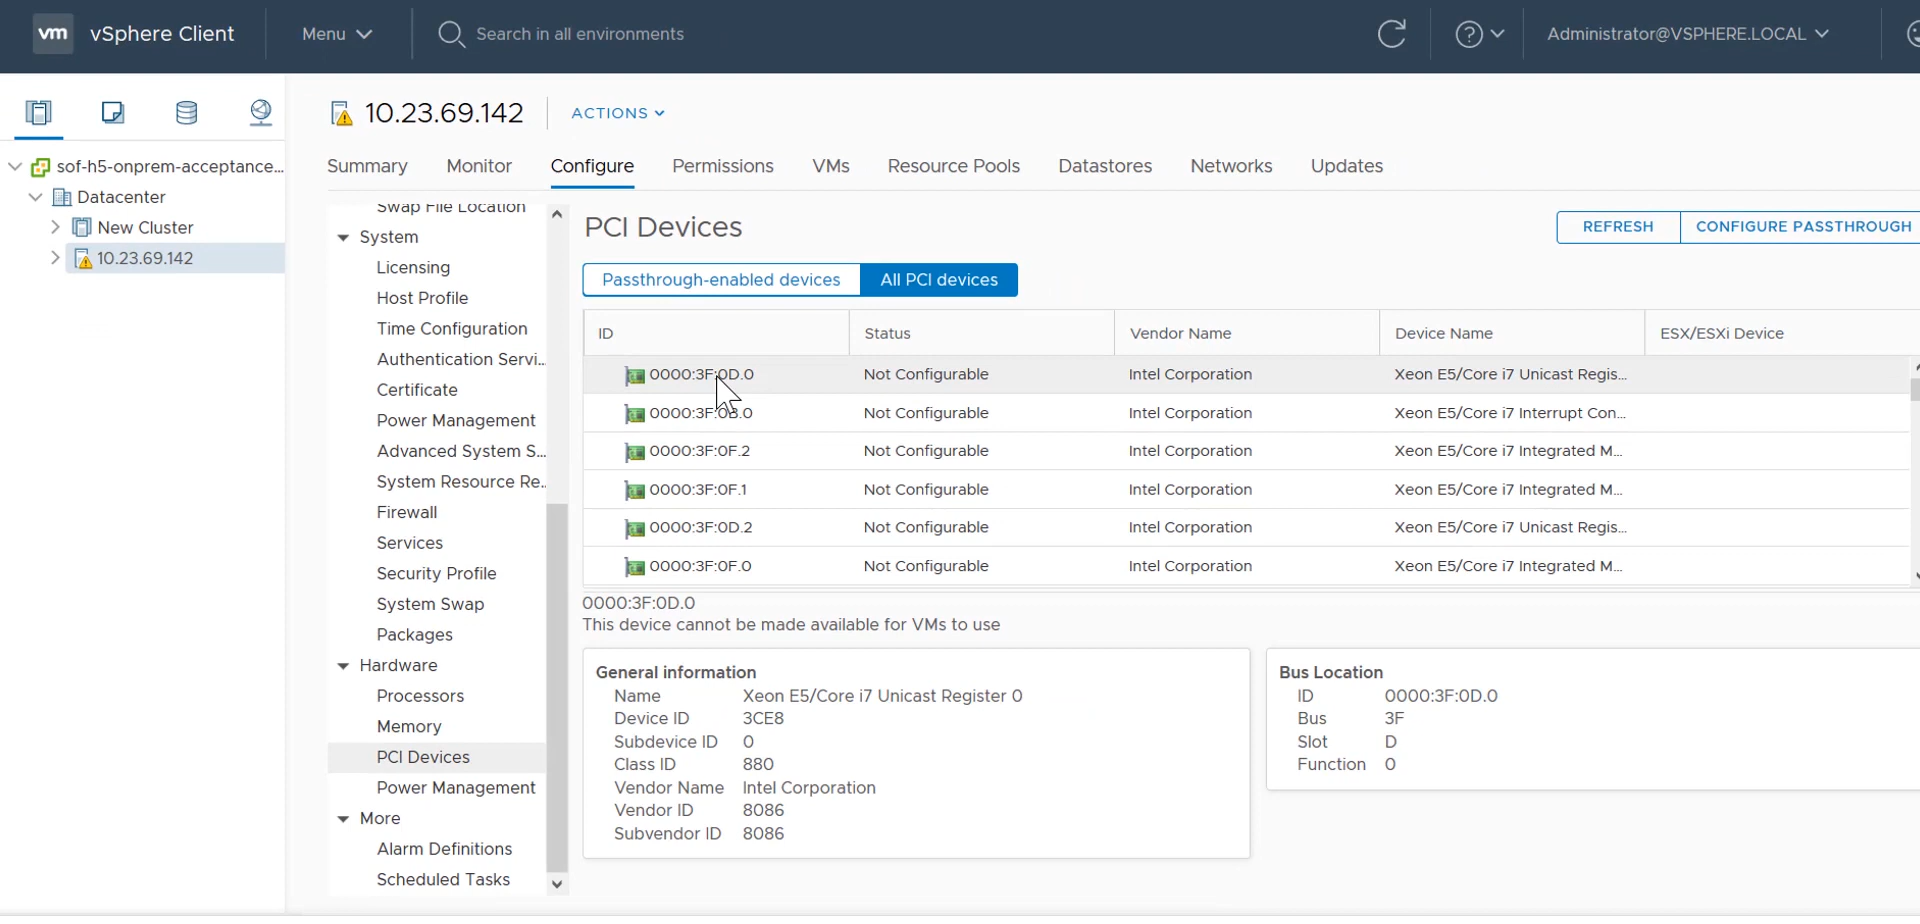 vm vSphere Client Menu Search in all environments Administrator@VSPHERE.LOCAL
sof-h5-onprem-acceptance...
Datacenter
New Cluster
10.23.69.142
10.23.69.142 ACTIONS
Summary Monitor Configure Permissions VMs Resource Pools Datastores Networks Updates
Swap File Location
System
Licensing
Host Profile
Time Configuration
Authentication Servi...
Certificate
Power Management
Advanced System S...
System Resource Re...
Firewall
Services
Security Profile
System Swap
Packages
Hardware
Processors
Memory
PCI Devices
Power Management
More
Alarm Definitions
Scheduled Tasks
PCI Devices
REFRESH CONFIGURE PASSTHROUGH
Passthrough-enabled devices All PCI devices
ID Status Vendor Name Device Name ESX/ESXi Device
0000:3F:0D.0 Not Configurable Intel Corporation Xeon E5/Core i7 Unicast Regis...
0000:3F:0B.0 Not Configurable Intel Corporation Xeon E5/Core i7 Interrupt Con...
0000:3F:0F.2 Not Configurable Intel Corporation Xeon E5/Core i7 Integrated M...
0000:3F:0F.1 Not Configurable Intel Corporation Xeon E5/Core i7 Integrated M...
0000:3F:0D.2 Not Configurable Intel Corporation Xeon E5/Core i7 Unicast Regis...
0000:3F:0F.0 Not Configurable Intel Corporation Xeon E5/Core i7 Integrated M...
0000:3F:0D.0
This device cannot be made available for VMs to use
General information
Name Xeon E5/Core i7 Unicast Register 0
Device ID 3CE8
Subdevice ID 0
Class ID 880
Vendor Name Intel Corporation
Vendor ID 8086
Subvendor ID 8086
Bus Location
ID 0000:3F:0D.0
Bus 3F
Slot D
Function 0